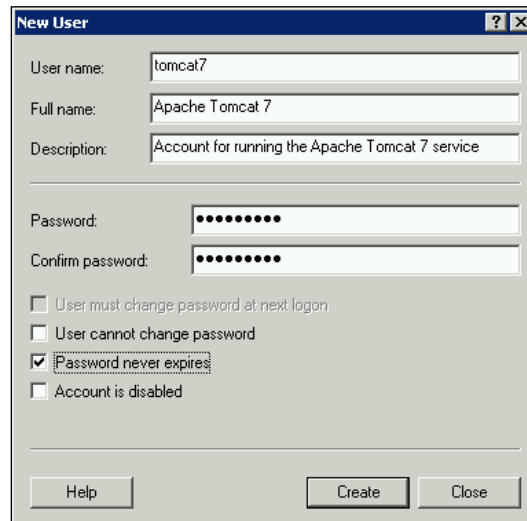 New User
User name: tomcat7
Full name: Apache Tomcat 7
Description: Account for running the Apache Tomcat 7 service
Password: •••••••••
Confirm password: •••••••••
User must change password at next logon
User cannot change password
Password never expires
Account is disabled
Help Create Close